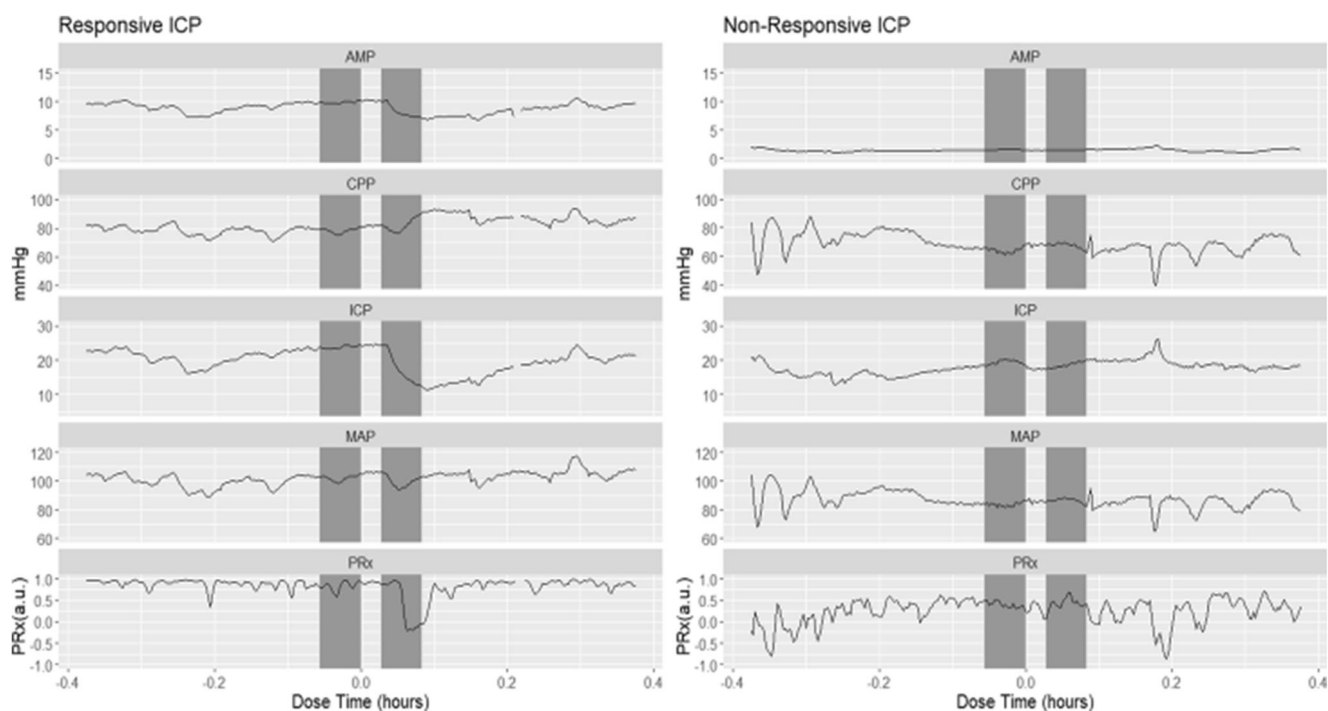 Responsive ICP
AMP
15
10
5
0
CPP
100
80
60
40
mmHg
ICP
30
20
10
MAP
120
100
80
60
PRx
1.0
0.5
0.0
-0.5
-1.0
PRx(a.u.)
-0.4
-0.2
0.0
0.2
0.4
Dose Time (hours)
Non-Responsive ICP
AMP
15
10
5
0
CPP
100
80
60
40
mmHg
ICP
30
20
10
MAP
120
100
80
60
PRx
1.0
0.5
0.0
-0.5
-1.0
PRx(a.u.)
-0.4
-0.2
0.0
0.2
0.4
Dose Time (hours)